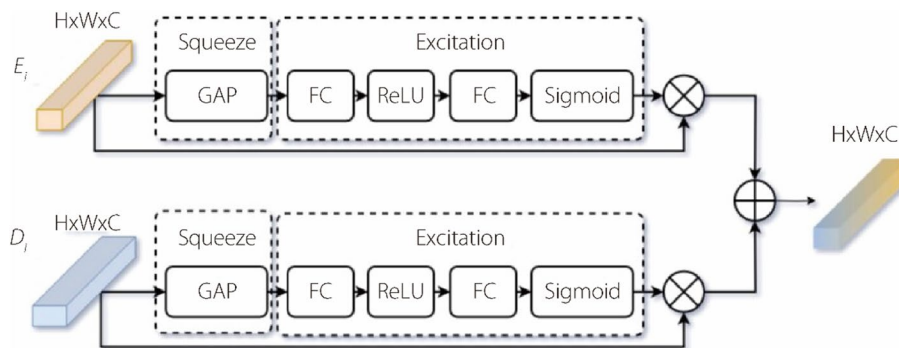 HxWxC
Squeeze
Excitation
E_i
GAP
FC
ReLU
FC
Sigmoid
HxWxC
HxWxC
D_i
Squeeze
Excitation
GAP
FC
ReLU
FC
Sigmoid